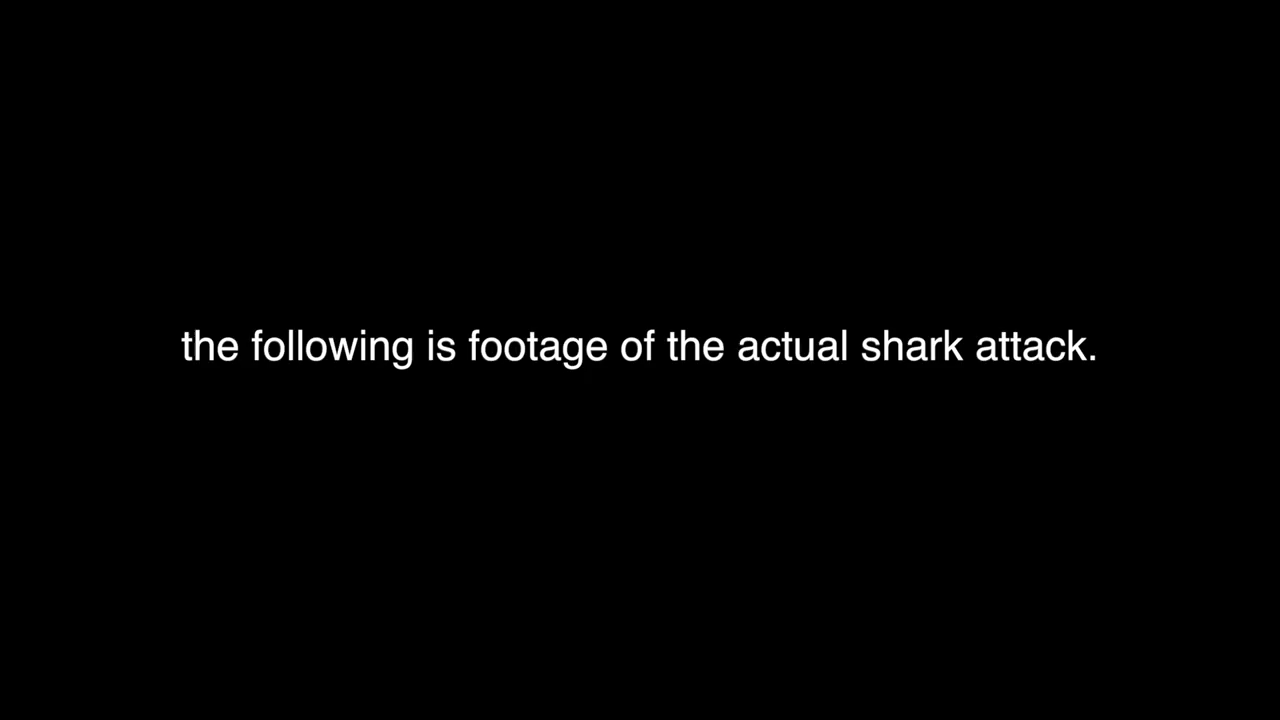 the following is footage of the actual shark attack.